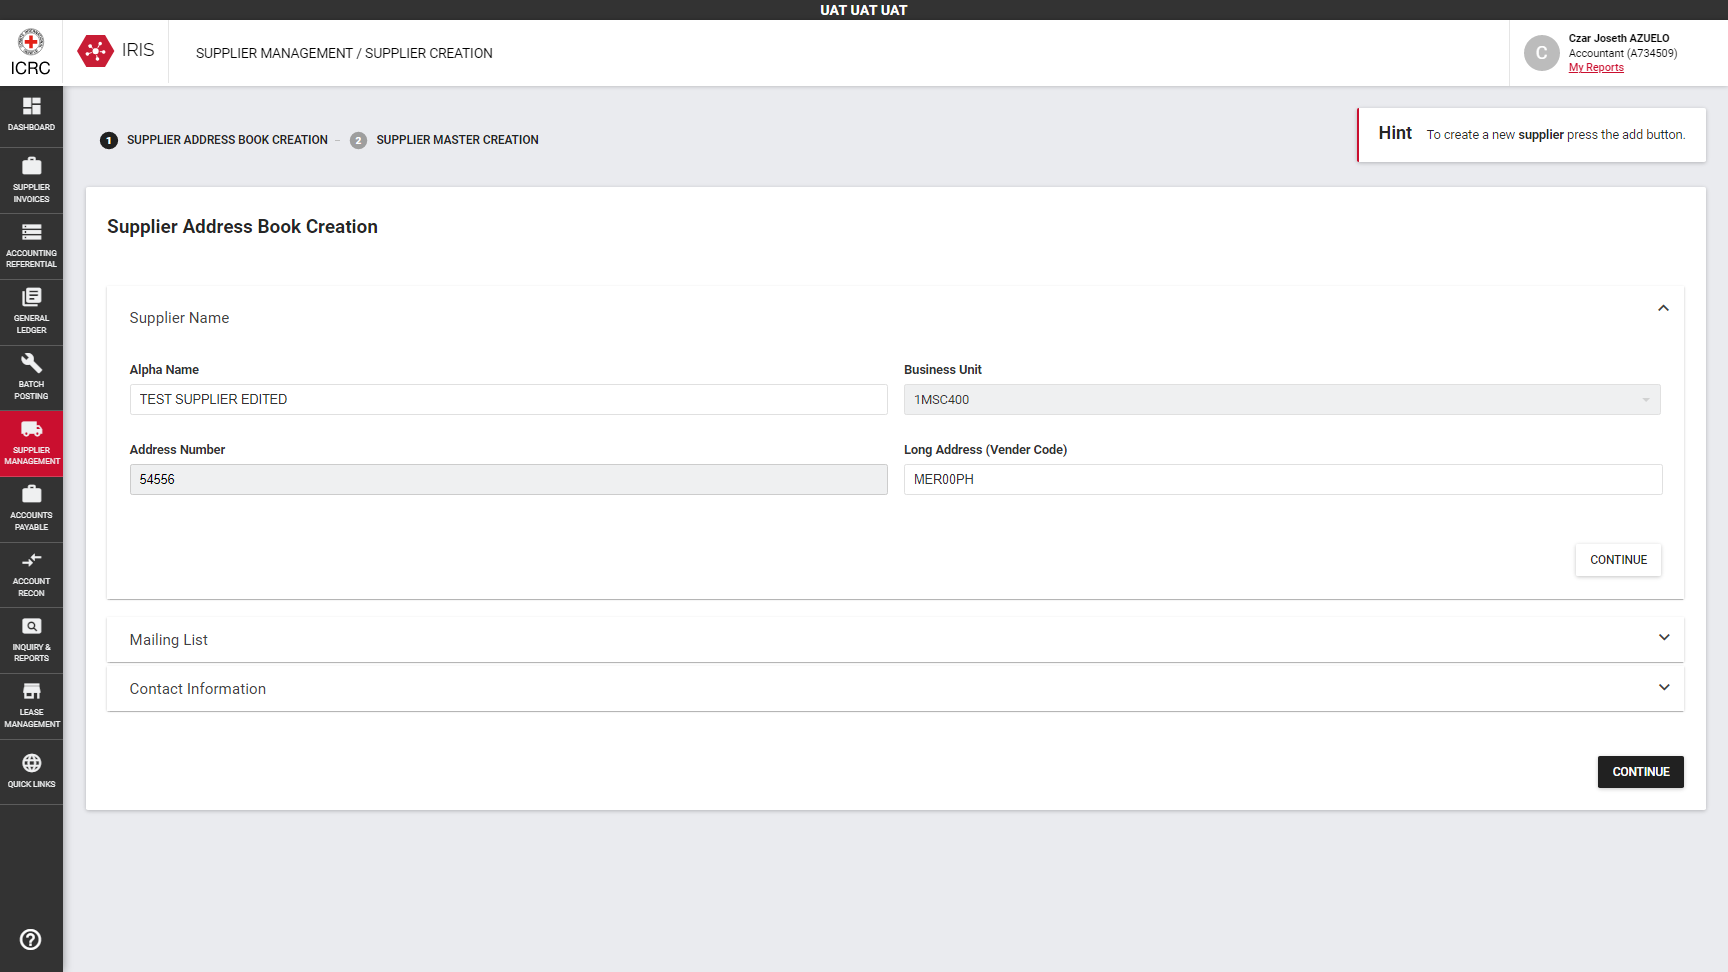 UAT UAT UAT
ICRC
IRIS
SUPPLIER MANAGEMENT / SUPPLIER CREATION
C
Czar Joseth AZUELO
Accountant (A734509)
My Reports
DASHBOARD
SUPPLIER
INVOICES
ACCOUNTING
REFERENTIAL
GENERAL
LEDGER
BATCH
POSTING
SUPPLIER
MANAGEMENT
ACCOUNTS
PAYABLE
ACCOUNT
RECON
INQUIRY &
REPORTS
LEASE
MANAGEMENT
QUICK LINKS
1 SUPPLIER ADDRESS BOOK CREATION – 2 SUPPLIER MASTER CREATION
Hint To create a new supplier press the add button.
Supplier Address Book Creation
Supplier Name
Alpha Name
TEST SUPPLIER EDITED
Business Unit
1MSC400
Address Number
54556
Long Address (Vender Code)
MER00PH
CONTINUE
Mailing List
Contact Information
CONTINUE